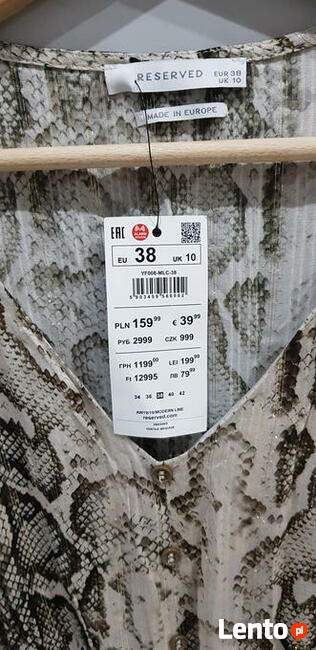 RESERVED
EUR 38
UK 10
MADE IN EUROPE
EAC
EU 38 UK 10
YF008-MLC-38
PLN 159⁹⁹ € 39⁹⁹
РУБ 2999 CZK 999
ГРН 1199⁰⁰ LEI 199⁹⁹
Ft 12995 ЛВ 79⁹⁹
34 36 38 40 42
reserved.com
Lento.pl